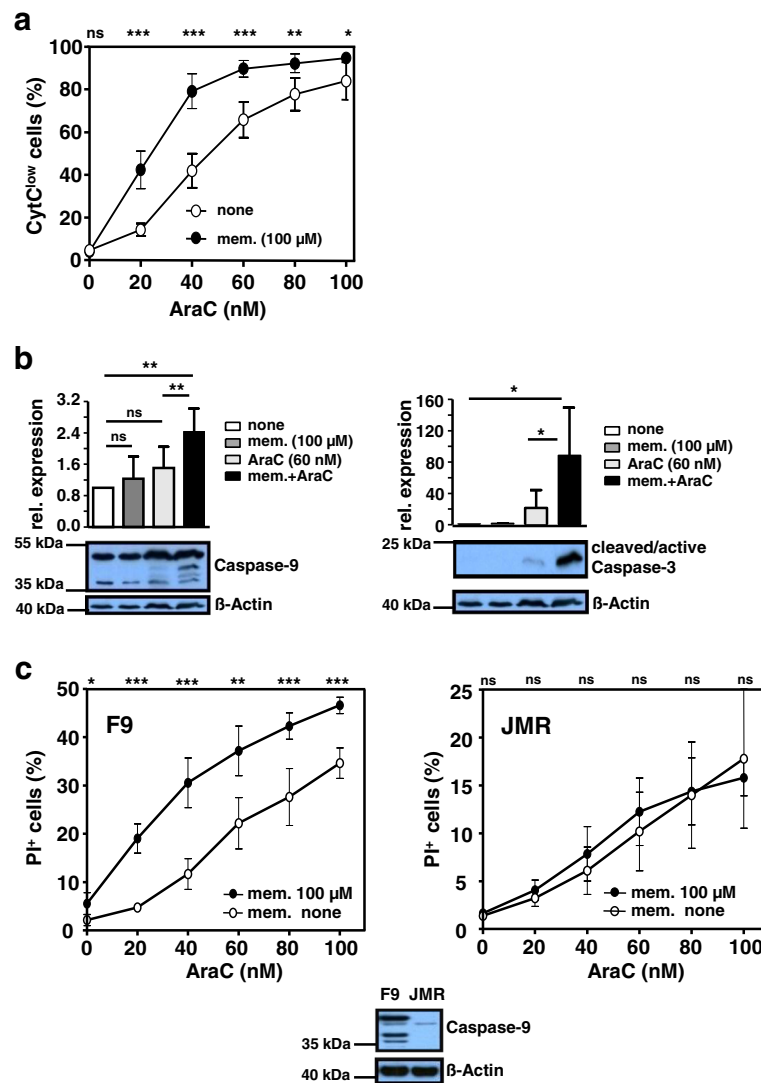 a
ns *** *** *** ** *
100
80
60
40
20
0
CytC^low cells (%)
none
mem. (100 µM)
0 20 40 60 80 100
AraC (nM)
b
**
**
ns
ns
3.2
2.4
1.6
0.8
0.0
rel. expression
none
mem. (100 µM)
AraC (60 nM)
mem.+AraC
55 kDa
35 kDa
Caspase-9
40 kDa
ß-Actin
*
*
160
120
80
40
20
0
rel. expression
none
mem. (100 µM)
AraC (60 nM)
mem.+AraC
25 kDa
cleaved/active
Caspase-3
40 kDa
ß-Actin
c
* *** *** ** *** ***
50
40
30
20
10
0
PI⁺ cells (%)
F9
mem. 100 µM
mem. none
0 20 40 60 80 100
AraC (nM)
ns ns ns ns ns ns
25
20
15
10
5
0
PI⁺ cells (%)
JMR
mem. 100 µM
mem. none
0 20 40 60 80 100
AraC (nM)
F9 JMR
35 kDa
Caspase-9
40 kDa
ß-Actin